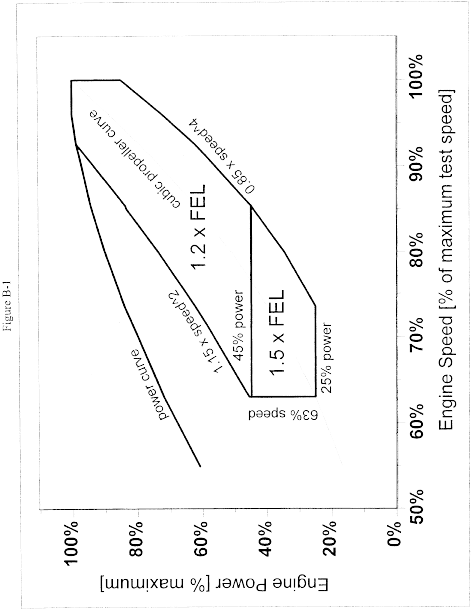 Figure B-1
Engine Power [% maximum]
100%
80%
60%
40%
20%
0%
power curve
cubic propeller curve
1.15 x speed^2
0.85 x speed^4
1.2 x FEL
45% power
1.5 x FEL
63% speed
25% power
50%
60%
70%
80%
90%
100%
Engine Speed [% of maximum test speed]